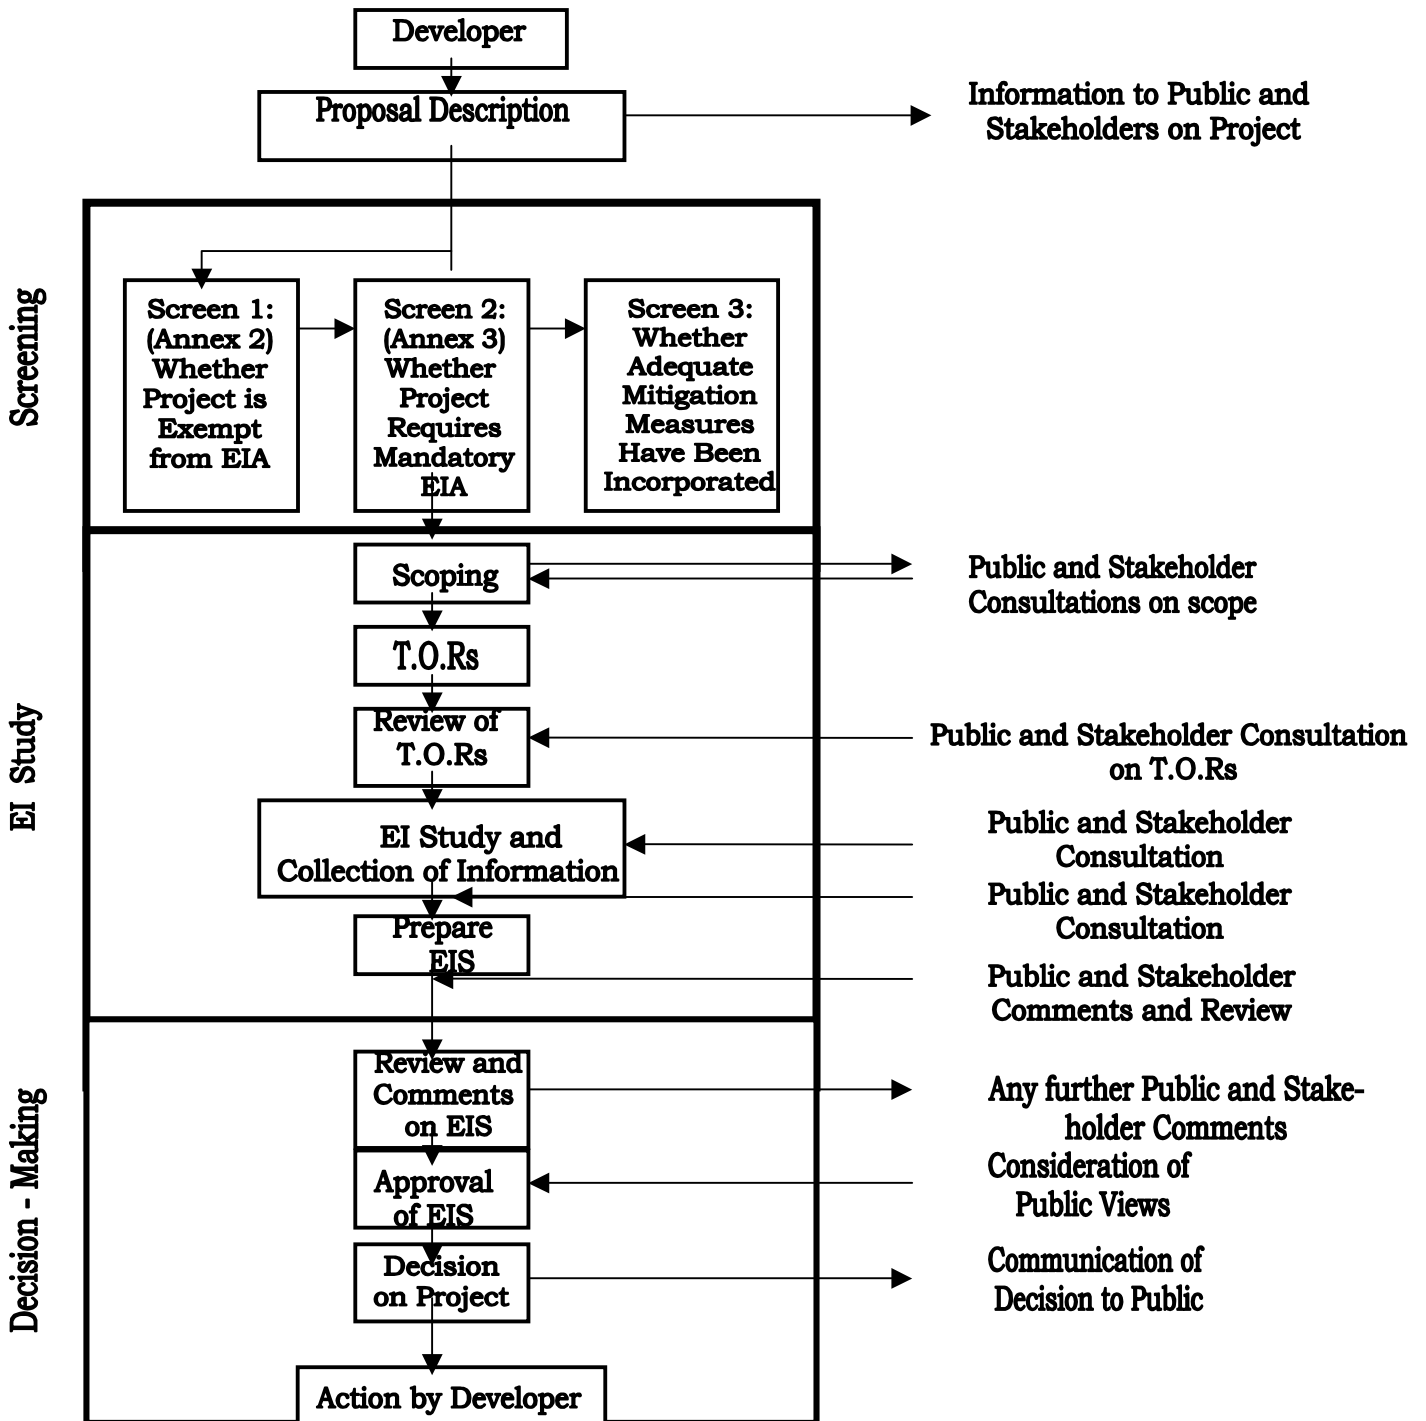 Developer
Proposal Description
Information to Public and
Stakeholders on Project
Screening
Screen 1:
(Annex 2)
Whether
Project is
Exempt
from EIA
Screen 2:
(Annex 3)
Whether
Project
Requires
Mandatory
EIA
Screen 3:
Whether
Adequate
Mitigation
Measures
Have Been
Incorporated
EI Study
Scoping
Public and Stakeholder
Consultations on scope
T.O.Rs
Review of
T.O.Rs
Public and Stakeholder Consultation
on T.O.Rs
EI Study and
Collection of Information
Public and Stakeholder
Consultation
Public and Stakeholder
Consultation
Prepare
EIS
Public and Stakeholder
Comments and Review
Decision - Making
Review and
Comments
on EIS
Any further Public and Stake-
holder Comments
Approval
of EIS
Consideration of
Public Views
Decision
on Project
Communication of
Decision to Public
Action by Developer